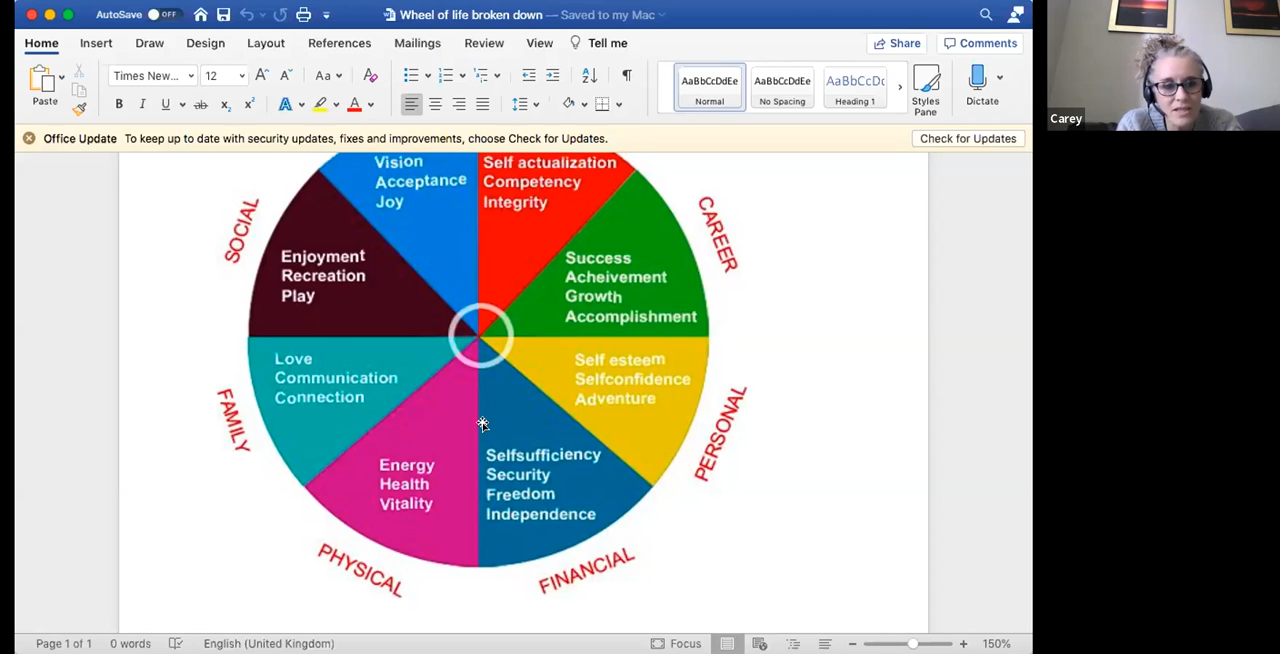 AutoSave OFF
Wheel of life broken down — Saved to my Mac
Home Insert Draw Design Layout References Mailings Review View Tell me
Share Comments
Paste
Times New... 12
Aa
AaBbCcDdEe
Normal
AaBbCcDdEe
No Spacing
AaBbCcDc
Heading 1
Styles
Pane
Dictate
Office Update To keep up to date with security updates, fixes and improvements, choose Check for Updates.
Check for Updates
Carey
Vision
Acceptance
Joy
Self actualization
Competency
Integrity
SOCIAL
CAREER
Enjoyment
Recreation
Play
Success
Acheivement
Growth
Accomplishment
Love
Communication
Connection
Self esteem
Selfconfidence
Adventure
FAMILY
PERSONAL
Energy
Health
Vitality
Selfsufficiency
Security
Freedom
Independence
PHYSICAL
FINANCIAL
Page 1 of 1 0 words English (United Kingdom) Focus 150%